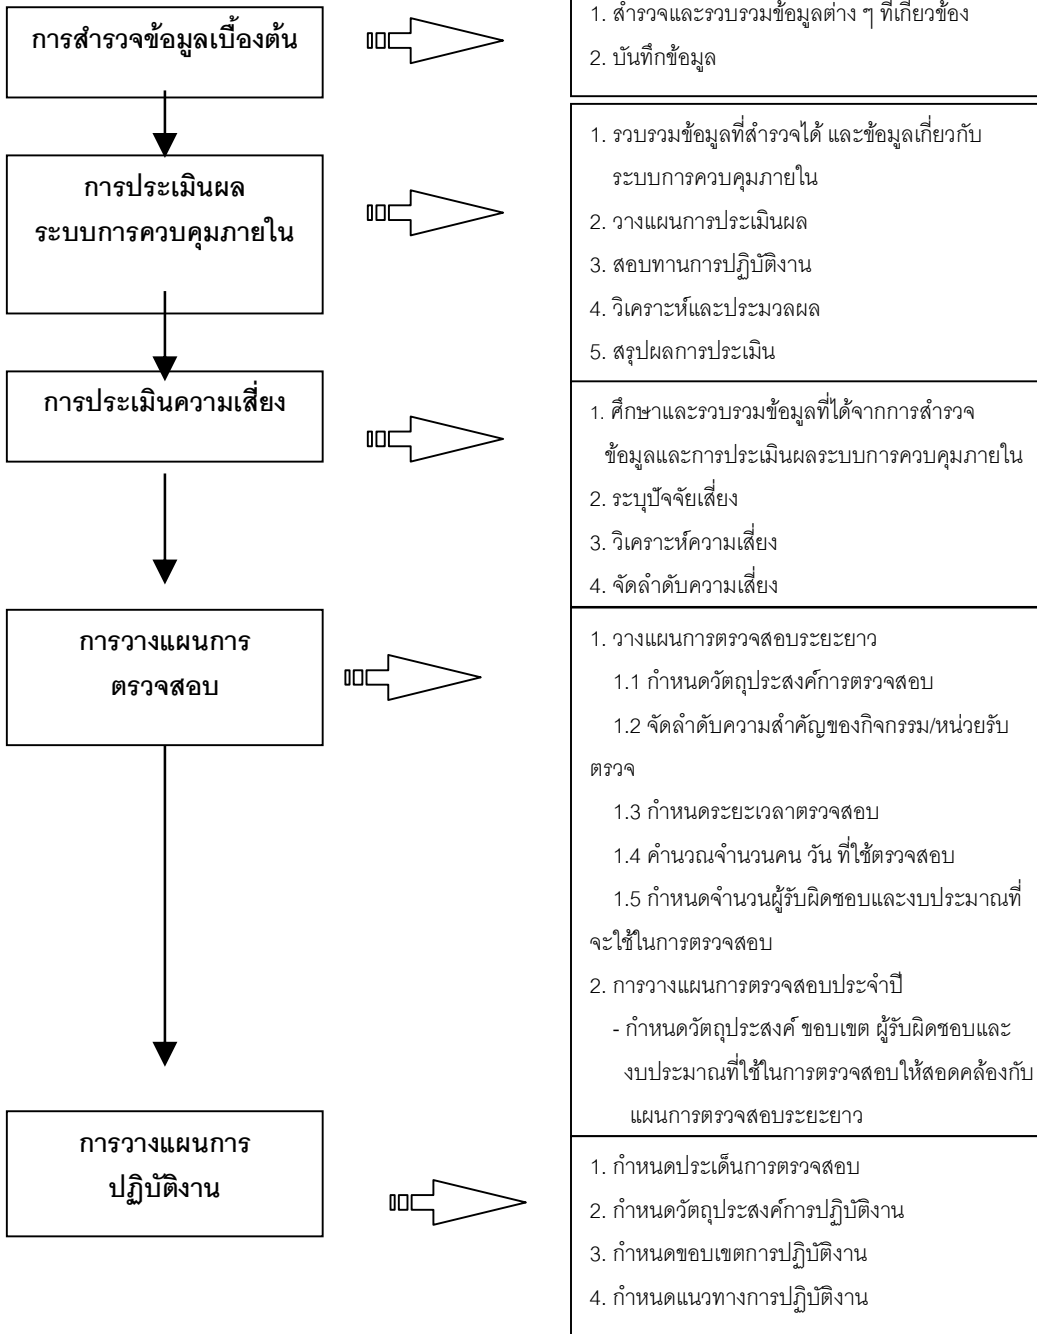 การสำรวจข้อมูลเบื้องต้น
1. สำรวจและรวบรวมข้อมูลต่าง ๆ ที่เกี่ยวข้อง
2. บันทึกข้อมูล
การประเมินผล
ระบบการควบคุมภายใน
1. รวบรวมข้อมูลที่สำรวจได้ และข้อมูลเกี่ยวกับ
ระบบการควบคุมภายใน
2. วางแผนการประเมินผล
3. สอบทานการปฏิบัติงาน
4. วิเคราะห์และประมวลผล
5. สรุปผลการประเมิน
การประเมินความเสี่ยง
1. ศึกษาและรวบรวมข้อมูลที่ได้จากการสำรวจ
ข้อมูลและการประเมินผลระบบการควบคุมภายใน
2. ระบุปัจจัยเสี่ยง
3. วิเคราะห์ความเสี่ยง
4. จัดลำดับความเสี่ยง
การวางแผนการ
ตรวจสอบ
1. วางแผนการตรวจสอบระยะยาว
1.1 กำหนดวัตถุประสงค์การตรวจสอบ
1.2 จัดลำดับความสำคัญของกิจกรรม/หน่วยรับ
ตรวจ
1.3 กำหนดระยะเวลาตรวจสอบ
1.4 คำนวณจำนวนคน วัน ที่ใช้ตรวจสอบ
1.5 กำหนดจำนวนผู้รับผิดชอบและงบประมาณที่
จะใช้ในการตรวจสอบ
2. การวางแผนการตรวจสอบประจำปี
- กำหนดวัตถุประสงค์ ขอบเขต ผู้รับผิดชอบและ
งบประมาณที่ใช้ในการตรวจสอบให้สอดคล้องกับ
แผนการตรวจสอบระยะยาว
การวางแผนการ
ปฏิบัติงาน
1. กำหนดประเด็นการตรวจสอบ
2. กำหนดวัตถุประสงค์การปฏิบัติงาน
3. กำหนดขอบเขตการปฏิบัติงาน
4. กำหนดแนวทางการปฏิบัติงาน